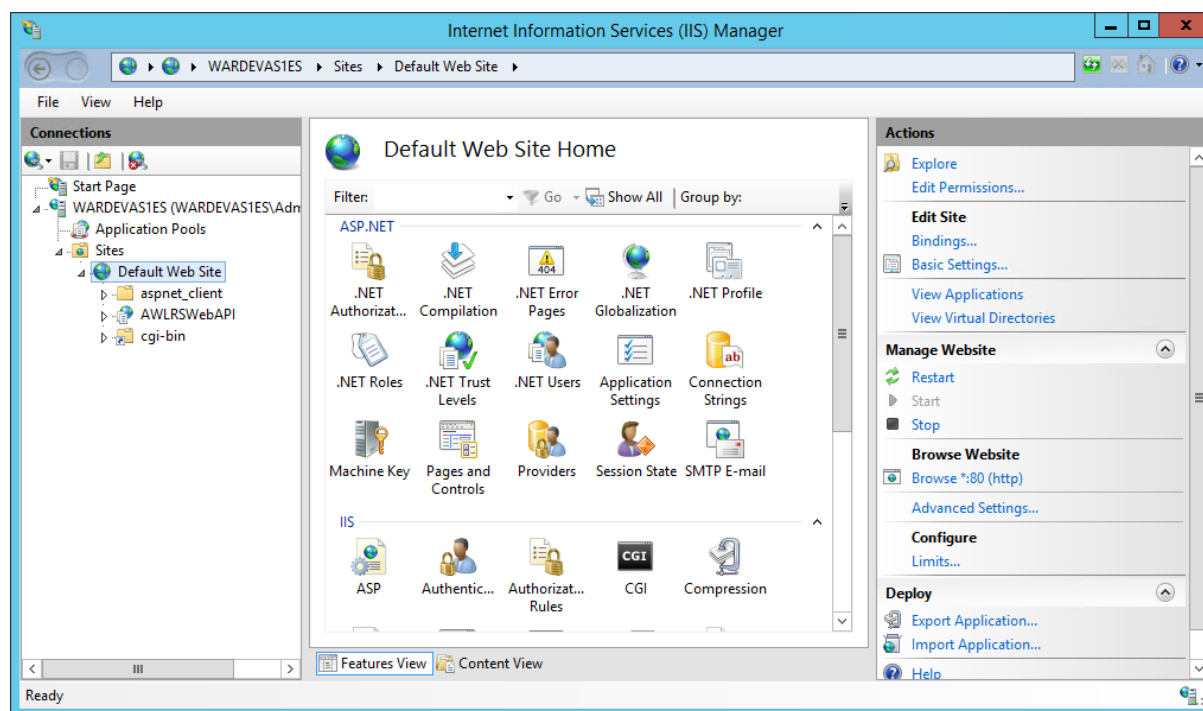 Internet Information Services (IIS) Manager
WARDEVAS1ES Sites Default Web Site
File View Help
Connections
Start Page
WARDEVAS1ES (WARDEVAS1ES\Adm
Application Pools
Sites
Default Web Site
aspnet_client
AWLRSWebAPI
cgi-bin
Default Web Site Home
Filter: Go Show All Group by:
ASP.NET
.NET Authorizat...
.NET Compilation
.NET Error Pages
.NET Globalization
.NET Profile
.NET Roles
.NET Trust Levels
.NET Users
Application Settings
Connection Strings
Machine Key
Pages and Controls
Providers
Session State
SMTP E-mail
IIS
ASP
Authentic...
Authorizat... Rules
CGI
Compression
Features View Content View
Actions
Explore
Edit Permissions...
Edit Site
Bindings...
Basic Settings...
View Applications
View Virtual Directories
Manage Website
Restart
Start
Stop
Browse Website
Browse *:80 (http)
Advanced Settings...
Configure
Limits...
Deploy
Export Application...
Import Application...
Help
Ready